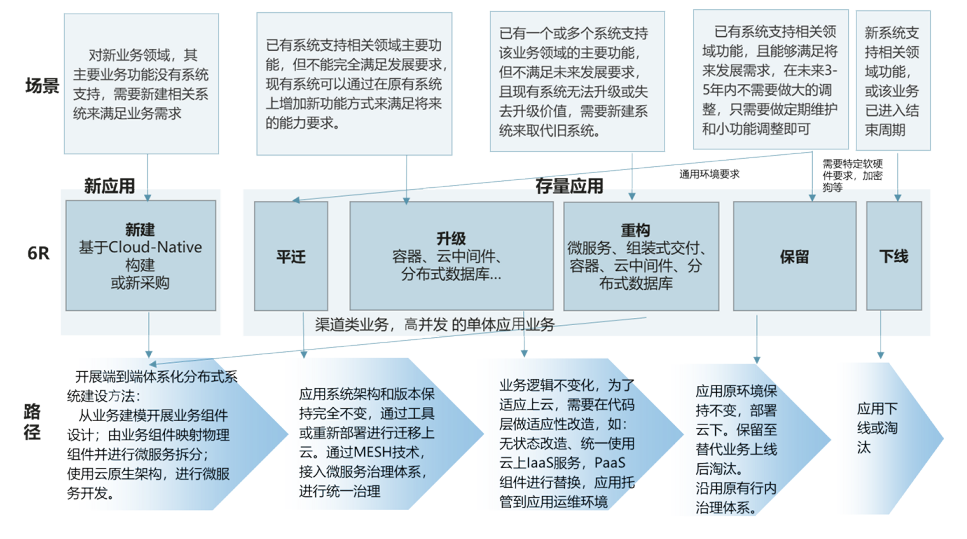 场景
对新业务领域，其
主要业务功能没有系统
支持，需要新建相关系
统来满足业务需求
已有系统支持相关领域主要功
能，但不能完全满足发展要求，
现有系统可以通过在原有系统
上增加新功能方式来满足将来
的能力要求。
已有一个或多个系统支持
该业务领域的主要功能，
但不满足未来发展要求，
且现有系统无法升级或失
去升级价值，需要新建系
统来取代旧系统。
已有系统支持相关领
域功能，且能够满足将
来发展需求，在未来3-
5年内不需要做大的调
整，只需要做定期维护
和小功能调整即可
新系统
支持相关领
域功能，
或该业务
已进入结
束周期
通用环境要求
需要特定软硬
件要求，加密
狗等
新应用
存量应用
6R
新建
基于Cloud-Native
构建
或新采购
平迁
升级
容器、云中间件、
分布式数据库...
重构
微服务、组装式交付、
容器、云中间件、分
布式数据库
保留
下线
渠道类业务，高并发 的单体应用业务
路径
开展端到端体系化分布式系
统建设方法：
从业务建模开展业务组件
设计；由业务组件映射物理
组件并进行微服务拆分；
使用云原生架构，进行微服
务开发。
应用系统架构和版本保
持完全不变，通过工具
或重新部署进行迁移上
云。通过MESH技术，
接入微服务治理体系，
进行统一治理
业务逻辑不变化，为了
适应上云，需要在代码
层做适应性改造，如：
无状态改造、统一使用
云上IaaS服务，PaaS
组件进行替换，应用托
管到应用运维环境
应用原环境保
持不变，部署
云下。保留至
替代业务上线
后淘汰。
沿用原有行内
治理体系。
应用下
线或淘
汰